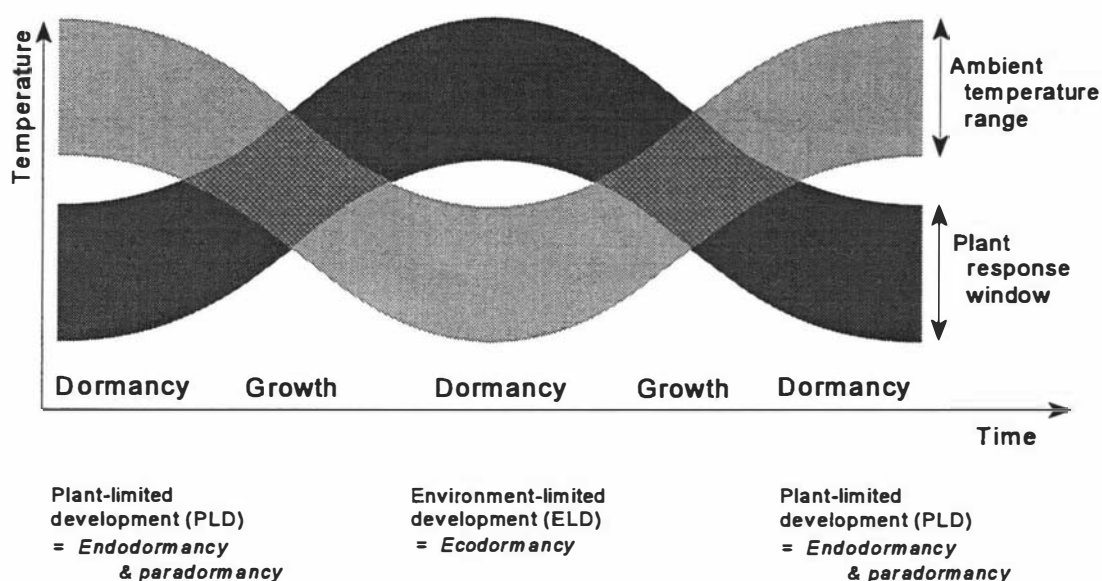 Temperature
Ambient
temperature
range
Plant
response
window
Dormancy Growth Dormancy Growth Dormancy
Time
Plant-limited
development (PLD)
= Endodormancy
& paradormancy
Environment-limited
development (ELD)
= Ecodormancy
Plant-limited
development (PLD)
= Endodormancy
& paradormancy